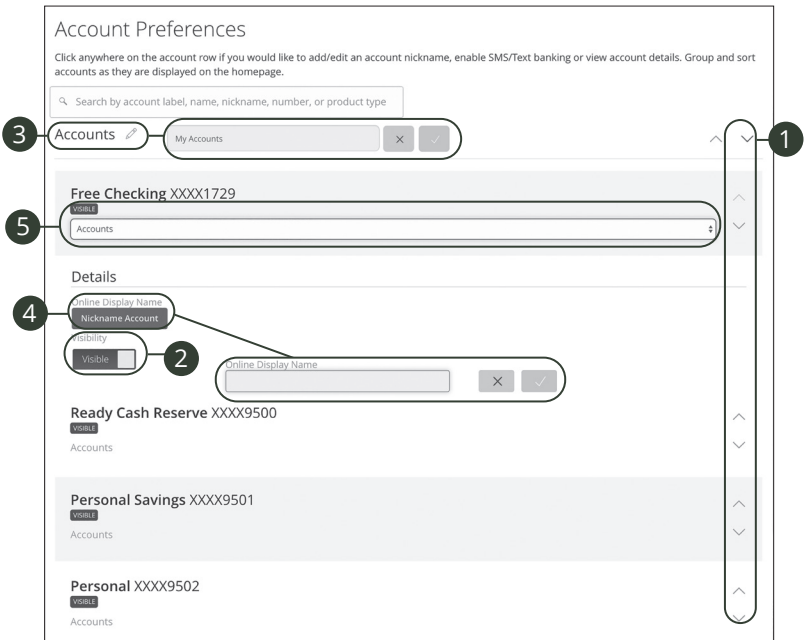 Account Preferences
Click anywhere on the account row if you would like to add/edit an account nickname, enable SMS/Text banking or view account details. Group and sort
accounts as they are displayed on the homepage.
Search by account label, name, nickname, number, or product type
3
Accounts
My Accounts
1
Free Checking XXXX1729
VISIBLE
5
Accounts
Details
Online Display Name
4
Nickname Account
Visibility
Visible
2
Online Display Name
Ready Cash Reserve XXXX9500
VISIBLE
Accounts
Personal Savings XXXX9501
VISIBLE
Accounts
Personal XXXX9502
VISIBLE
Accounts